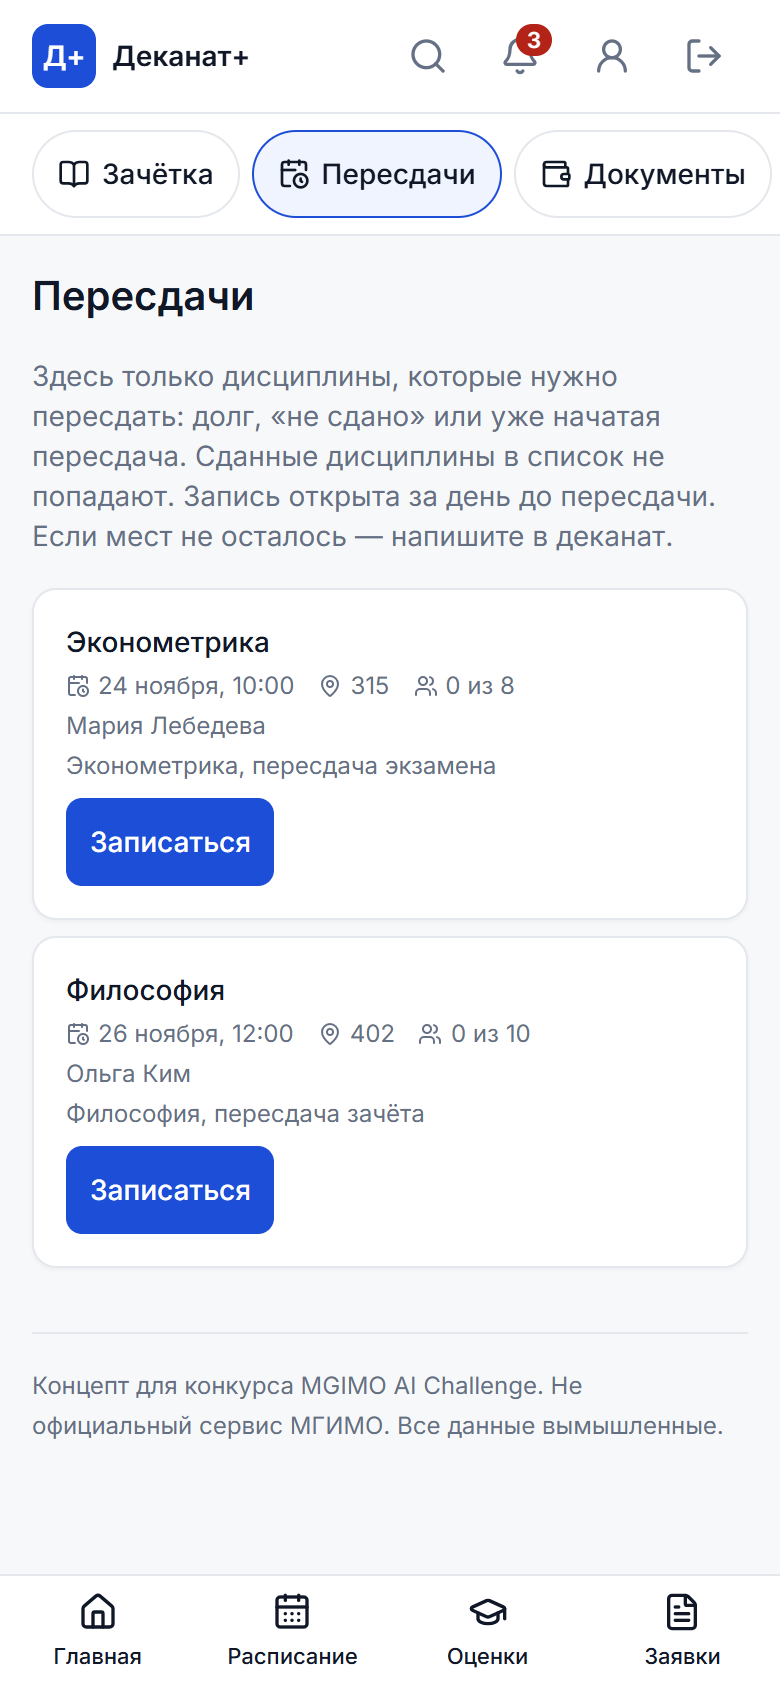 Д+ Деканат+ 3
Зачётка Пересдачи Документы
Пересдачи
Здесь только дисциплины, которые нужно
пересдать: долг, «не сдано» или уже начатая
пересдача. Сданные дисциплины в список не
попадают. Запись открыта за день до пересдачи.
Если мест не осталось — напишите в деканат.
Эконометрика
24 ноября, 10:00 315 0 из 8
Мария Лебедева
Эконометрика, пересдача экзамена
Записаться
Философия
26 ноября, 12:00 402 0 из 10
Ольга Ким
Философия, пересдача зачёта
Записаться
Концепт для конкурса MGIMO AI Challenge. Не
официальный сервис МГИМО. Все данные вымышленные.
Главная Расписание Оценки Заявки